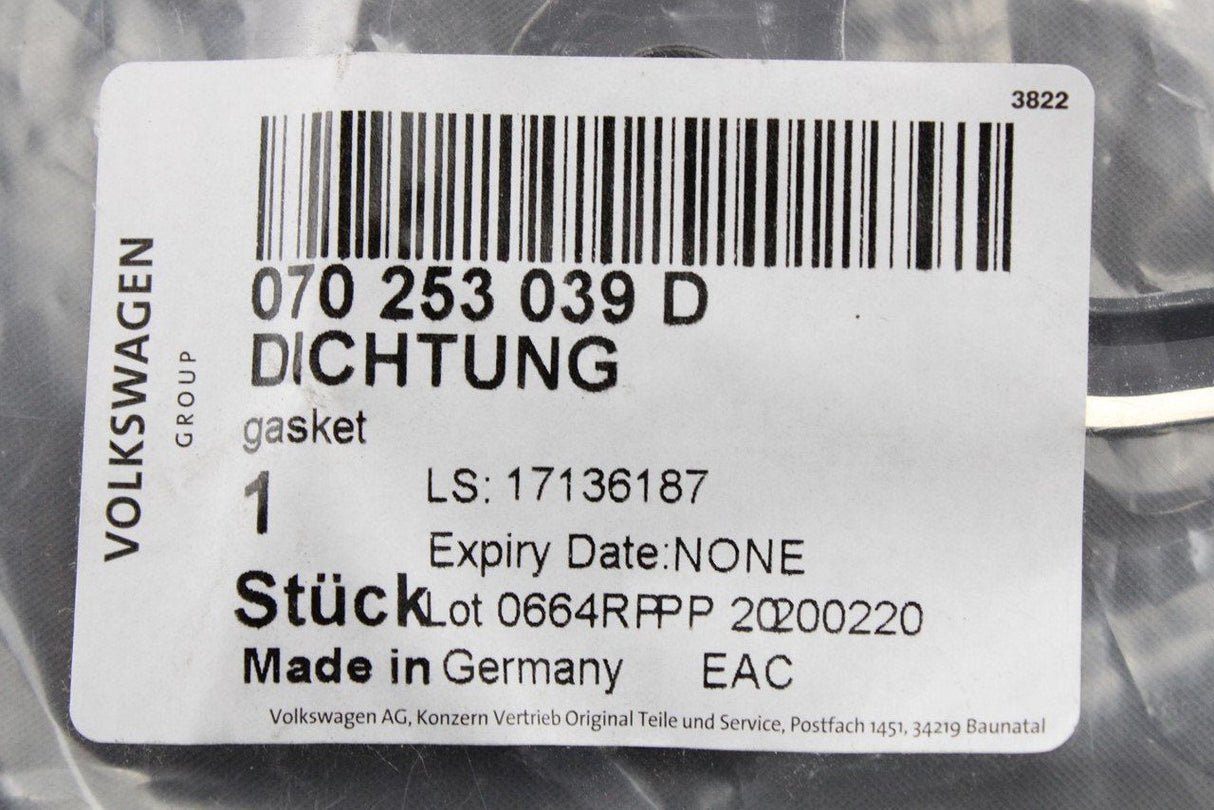 3822
VOLKSWAGEN
GROUP
070 253 039 D
DICHTUNG
gasket
1
LS: 17136187
Expiry Date:NONE
Stück
Lot 0664RPPP 20200220
Made in Germany EAC
Volkswagen AG, Konzern Vertrieb Original Teile und Service, Postfach 1451, 34219 Baunatal